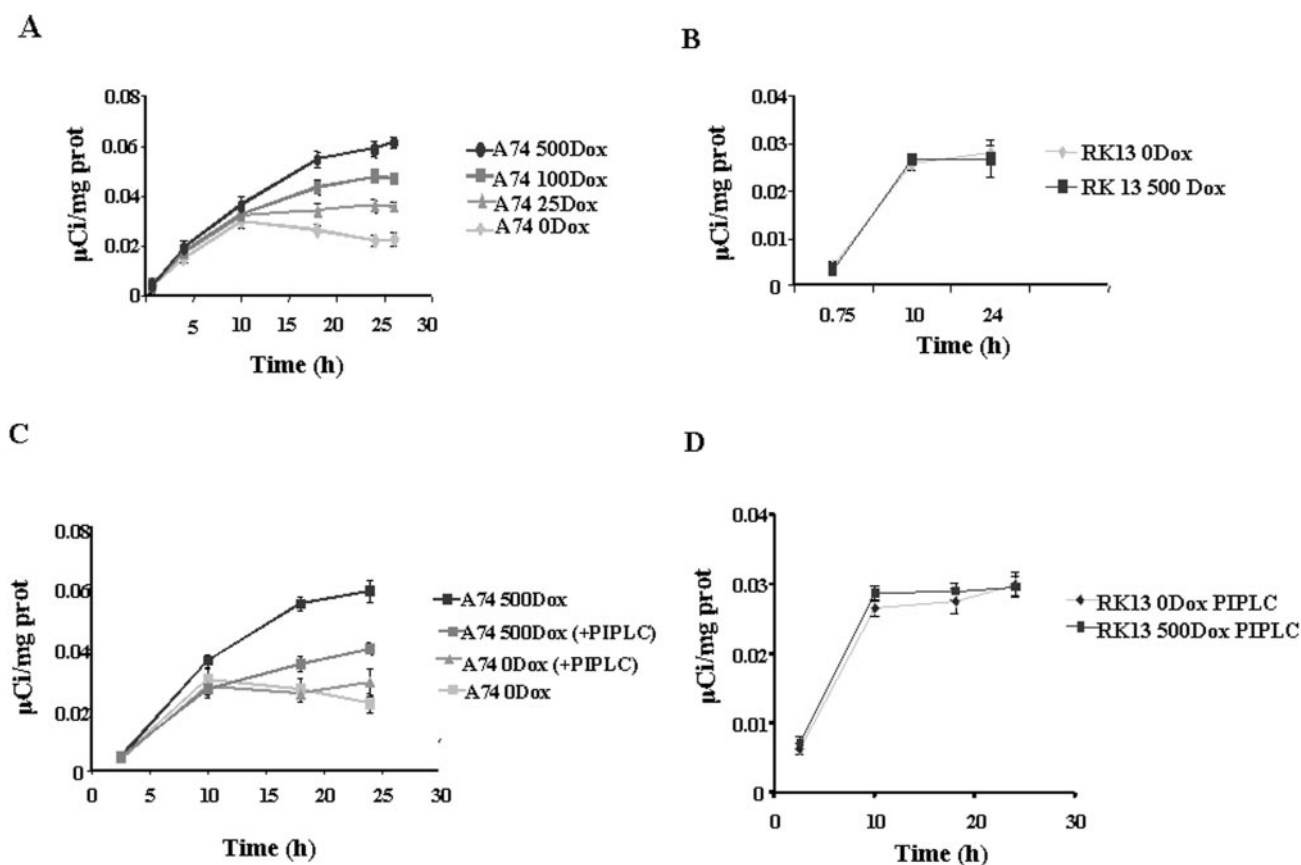 A
μCi/mg prot
0.08
0.06
0.04
0.02
0
5
10
15
20
25
30
Time (h)
A74 500Dox
A74 100Dox
A74 25Dox
A74 0Dox
B
μCi/mg prot
0.04
0.03
0.02
0.01
0
0.75
10
24
Time (h)
RK13 0Dox
RK 13 500 Dox
C
μCi/mg prot
0.08
0.06
0.04
0.02
0
0
5
10
15
20
25
30
Time (h)
A74 500Dox
A74 500Dox (+PIPLC)
A74 0Dox (+PIPLC)
A74 0Dox
D
μCi/mg prot
0.04
0.03
0.02
0.01
0
0
10
20
30
Time (h)
RK13 0Dox PIPLC
RK13 500Dox PIPLC